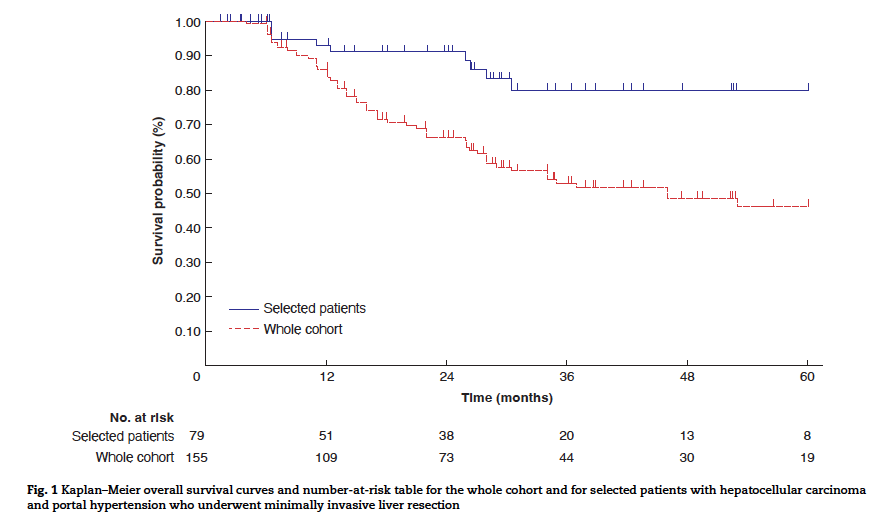 1.00
0.90
0.80
0.70
0.60
0.50
0.40
0.30
0.20
0.10
Survival probability (%)
Selected patients
Whole cohort
0 12 24 36 48 60
Time (months)
No. at risk
Selected patients 79 51 38 20 13 8
Whole cohort 155 109 73 44 30 19
Fig. 1 Kaplan–Meier overall survival curves and number-at-risk table for the whole cohort and for selected patients with hepatocellular carcinoma
and portal hypertension who underwent minimally invasive liver resection